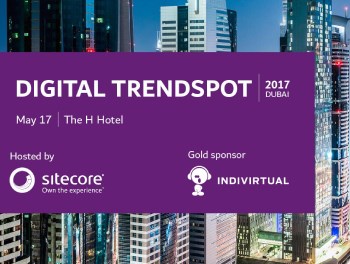 DIGITAL TRENDSPOT 2017
DUBAI
May 17 The H Hotel
Hosted by
Gold sponsor
sitecore
Own the experience
INDIVIRTUAL